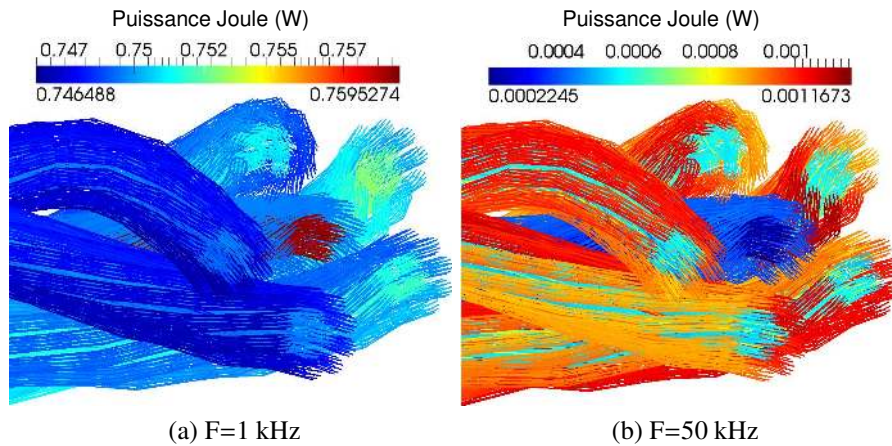 Puissance Joule (W)
0.747 0.75 0.752 0.755 0.757
0.746488 0.7595274
(a) F=1 kHz
Puissance Joule (W)
0.0004 0.0006 0.0008 0.001
0.0002245 0.0011673
(b) F=50 kHz